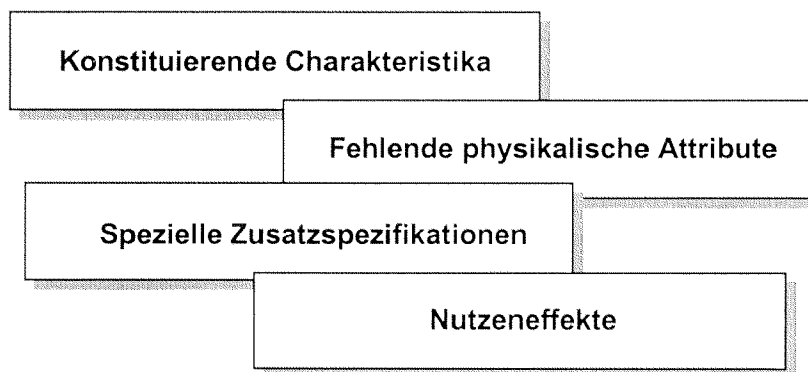 Konstituierende Charakteristika
Fehlende physikalische Attribute
Spezielle Zusatzspezifikationen
Nutzeneffekte